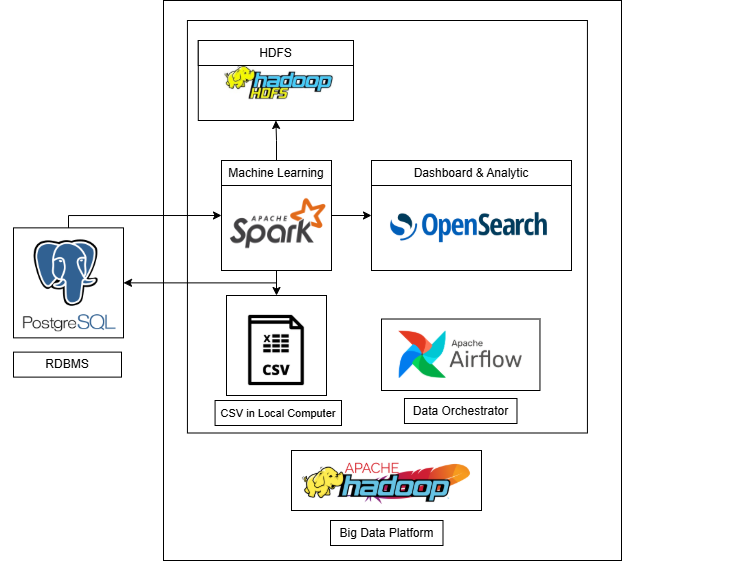 HDFS
hadoop
HDFS
Machine Learning
APACHE
Spark
Dashboard & Analytic
OpenSearch
PostgreSQL
RDBMS
X
CSV
CSV in Local Computer
Apache
Airflow
Data Orchestrator
APACHE
hadoop
Big Data Platform